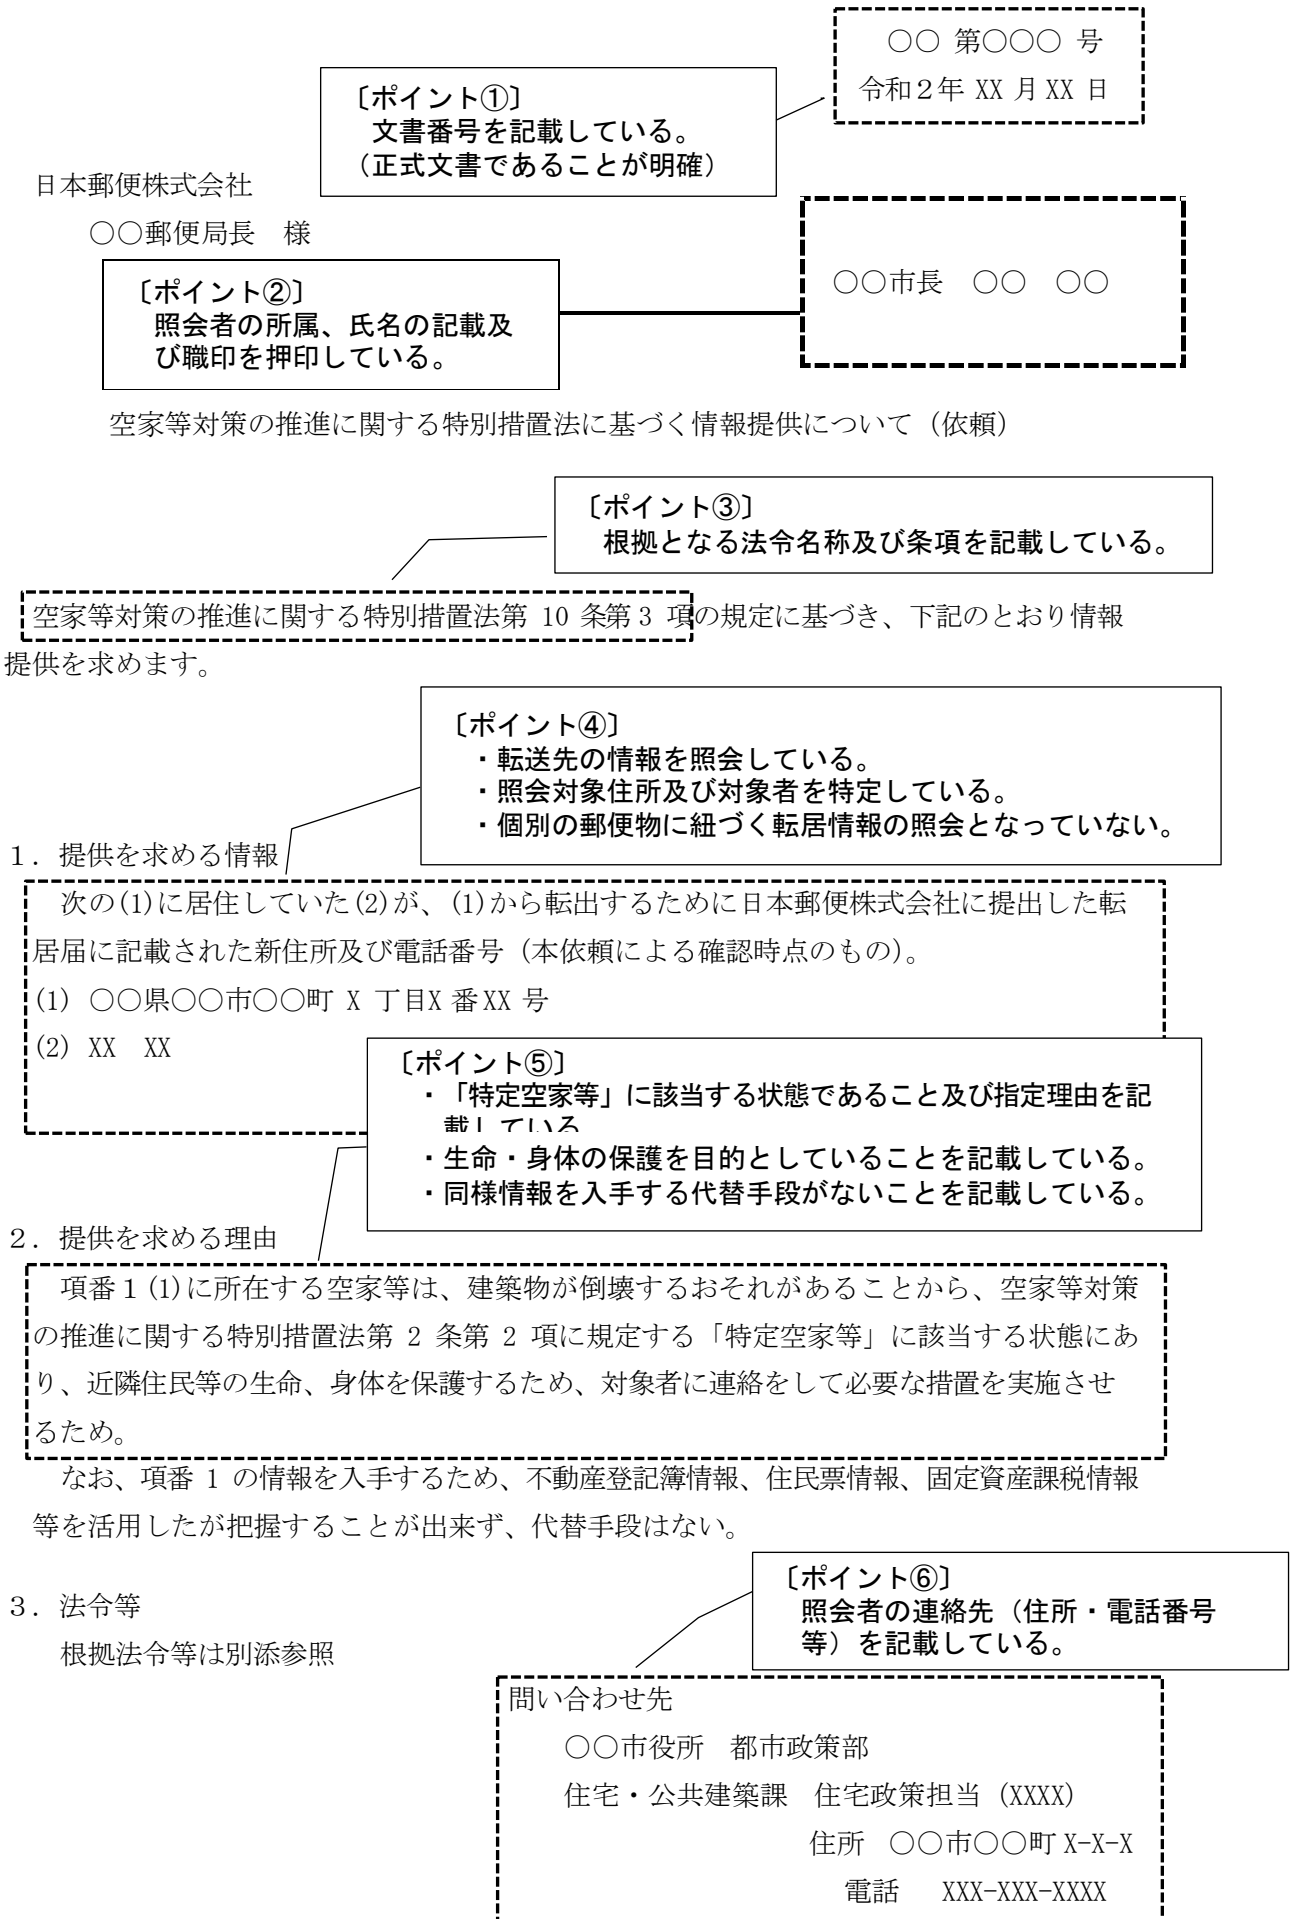 〇〇 第〇〇〇 号
令和２年 XX 月 XX 日
〔ポイント①〕
文書番号を記載している。
（正式文書であることが明確）
日本郵便株式会社
〇〇郵便局長　様
〇〇市長　〇〇　〇〇
〔ポイント②〕
照会者の所属、氏名の記載及
び職印を押印している。
空家等対策の推進に関する特別措置法に基づく情報提供について（依頼）
〔ポイント③〕
根拠となる法令名称及び条項を記載している。
空家等対策の推進に関する特別措置法第 10 条第 3 項の規定に基づき、下記のとおり情報
提供を求めます。
〔ポイント④〕
・転送先の情報を照会している。
・照会対象住所及び対象者を特定している。
・個別の郵便物に紐づく転居情報の照会となっていない。
１．提供を求める情報
次の(1)に居住していた(2)が、(1)から転出するために日本郵便株式会社に提出した転
居届に記載された新住所及び電話番号（本依頼による確認時点のもの）。
(1) 〇〇県〇〇市〇〇町 X 丁目 X 番 XX 号
(2) XX　XX
〔ポイント⑤〕
・「特定空家等」に該当する状態であること及び指定理由を記
載している
・生命・身体の保護を目的としていることを記載している。
・同様情報を入手する代替手段がないことを記載している。
２．提供を求める理由
項番１(1)に所在する空家等は、建築物が倒壊するおそれがあることから、空家等対策
の推進に関する特別措置法第 2 条第 2 項に規定する「特定空家等」に該当する状態にあ
り、近隣住民等の生命、身体を保護するため、対象者に連絡をして必要な措置を実施させ
るため。
なお、項番 1 の情報を入手するため、不動産登記簿情報、住民票情報、固定資産課税情報
等を活用したが把握することが出来ず、代替手段はない。
〔ポイント⑥〕
照会者の連絡先（住所・電話番号
等）を記載している。
３．法令等
根拠法令等は別添参照
問い合わせ先
〇〇市役所　都市政策部
住宅・公共建築課　住宅政策担当（XXXX）
住所　〇〇市〇〇町 X-X-X
電話　XXX-XXX-XXXX